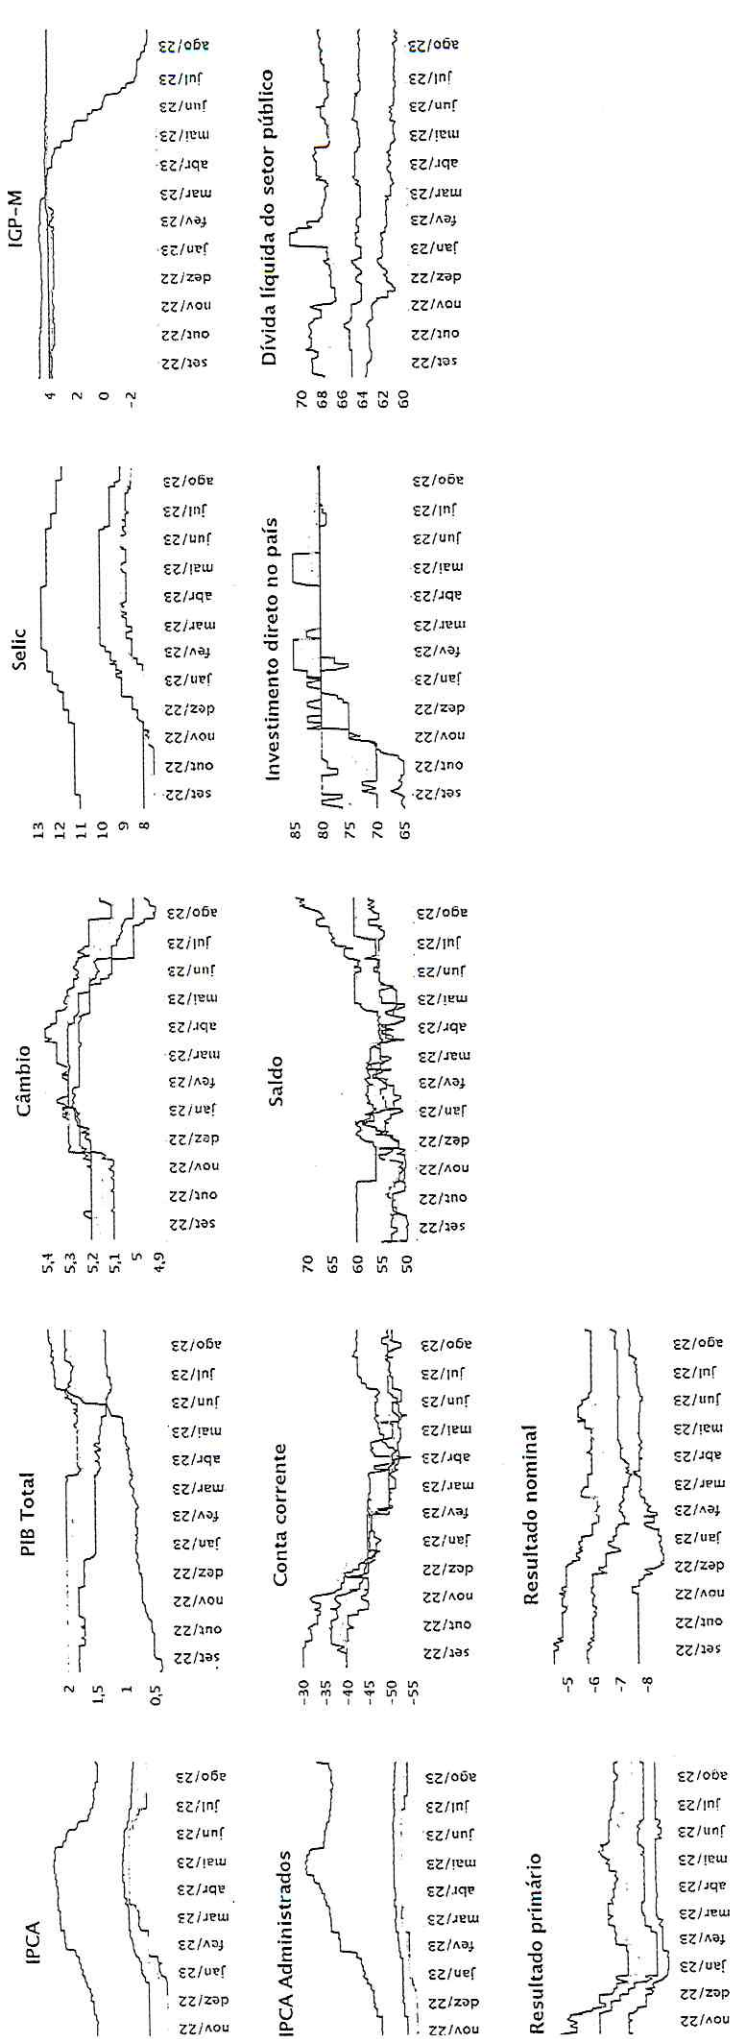 IPCA
nov/22 dez/22 jan/23 fev/23 mar/23 abr/23 mai/23 jun/23 jul/23 ago/23
PIB Total
2
1,5
1
0,5
set/22 out/22 nov/22 dez/22 jan/23 fev/23 mar/23 abr/23 mai/23 jun/23 jul/23 ago/23
Câmbio
5,4
5,3
5,2
5,1
5
4,9
set/22 out/22 nov/22 dez/22 jan/23 fev/23 mar/23 abr/23 mai/23 jun/23 jul/23 ago/23
Selic
13
12
11
10
9
8
set/22 out/22 nov/22 dez/22 jan/23 fev/23 mar/23 abr/23 mai/23 jun/23 jul/23 ago/23
IGP-M
4
2
0
-2
set/22 out/22 nov/22 dez/22 jan/23 fev/23 mar/23 abr/23 mai/23 jun/23 jul/23 ago/23
IPCA Administrados
nov/22 dez/22 jan/23 fev/23 mar/23 abr/23 mai/23 jun/23 jul/23 ago/23
Conta corrente
-30
-35
-40
-45
-50
-55
set/22 out/22 nov/22 dez/22 jan/23 fev/23 mar/23 abr/23 mai/23 jun/23 jul/23 ago/23
Saldo
70
65
60
55
50
set/22 out/22 nov/22 dez/22 jan/23 fev/23 mar/23 abr/23 mai/23 jun/23 jul/23 ago/23
Investimento direto no país
85
80
75
70
65
set/22 out/22 nov/22 dez/22 jan/23 fev/23 mar/23 abr/23 mai/23 jun/23 jul/23 ago/23
Dívida líquida do setor público
70
68
66
64
62
60
set/22 out/22 nov/22 dez/22 jan/23 fev/23 mar/23 abr/23 mai/23 jun/23 jul/23 ago/23
Resultado primário
nov/22 dez/22 jan/23 fev/23 mar/23 abr/23 mai/23 jun/23 jul/23 ago/23
Resultado nominal
-5
-6
-7
-8
set/22 out/22 nov/22 dez/22 jan/23 fev/23 mar/23 abr/23 mai/23 jun/23 jul/23 ago/23